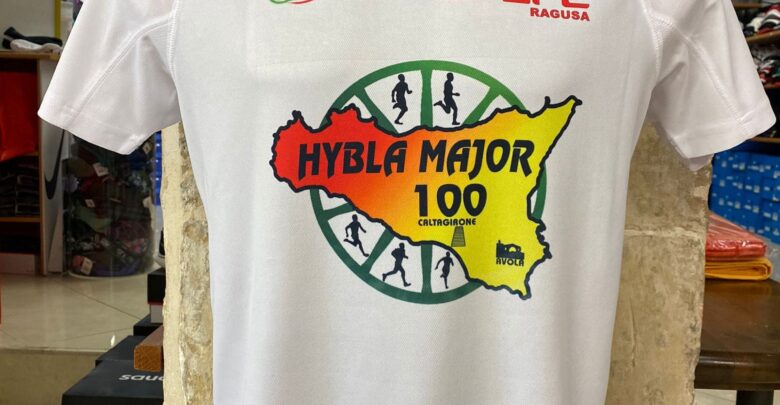 RAGUSA
HYBLA MAJOR
100
CALTAGIRONE
AVOLA